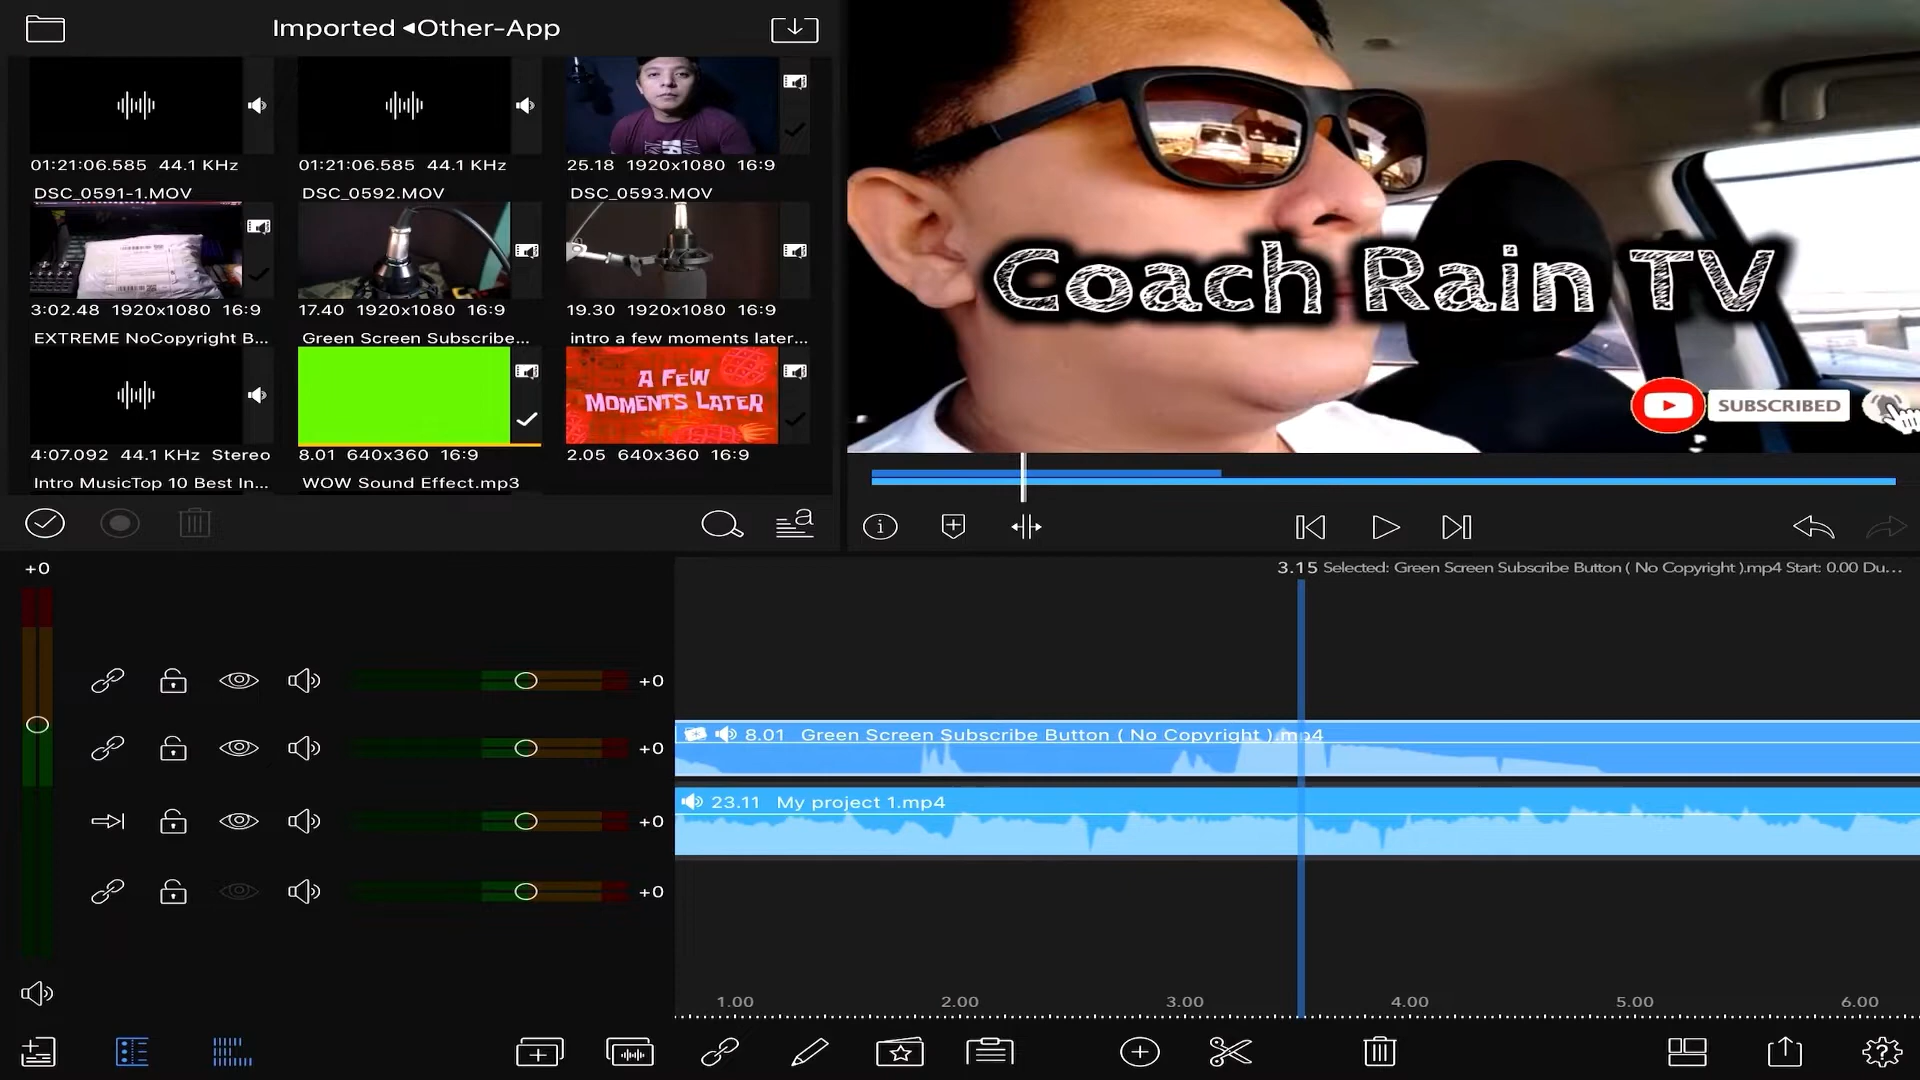 Imported ◂Other-App
01:21:06.585 44.1 KHz
01:21:06.585 44.1 KHz
25.18 1920x1080 16:9
DSC_0591-1.MOV
DSC_0592.MOV
DSC_0593.MOV
3:02.48 1920x1080 16:9
17.40 1920x1080 16:9
19.30 1920x1080 16:9
EXTREME NoCopyright B...
Green Screen Subscribe...
intro a few moments later...
A FEW
MOMENTS LATER
4:07.092 44.1 KHz Stereo
8.01 640x360 16:9
2.05 640x360 16:9
Intro MusicTop 10 Best In...
WOW Sound Effect.mp3
Coach Rain TV
SUBSCRIBED
+0
3.15 Selected: Green Screen Subscribe Button ( No Copyright ).mp4 Start: 0.00 Du...
+0
8.01 Green Screen Subscribe Button ( No Copyright ).mp4
+0
23.11 My project 1.mp4
+0
+0
1.00 2.00 3.00 4.00 5.00 6.00